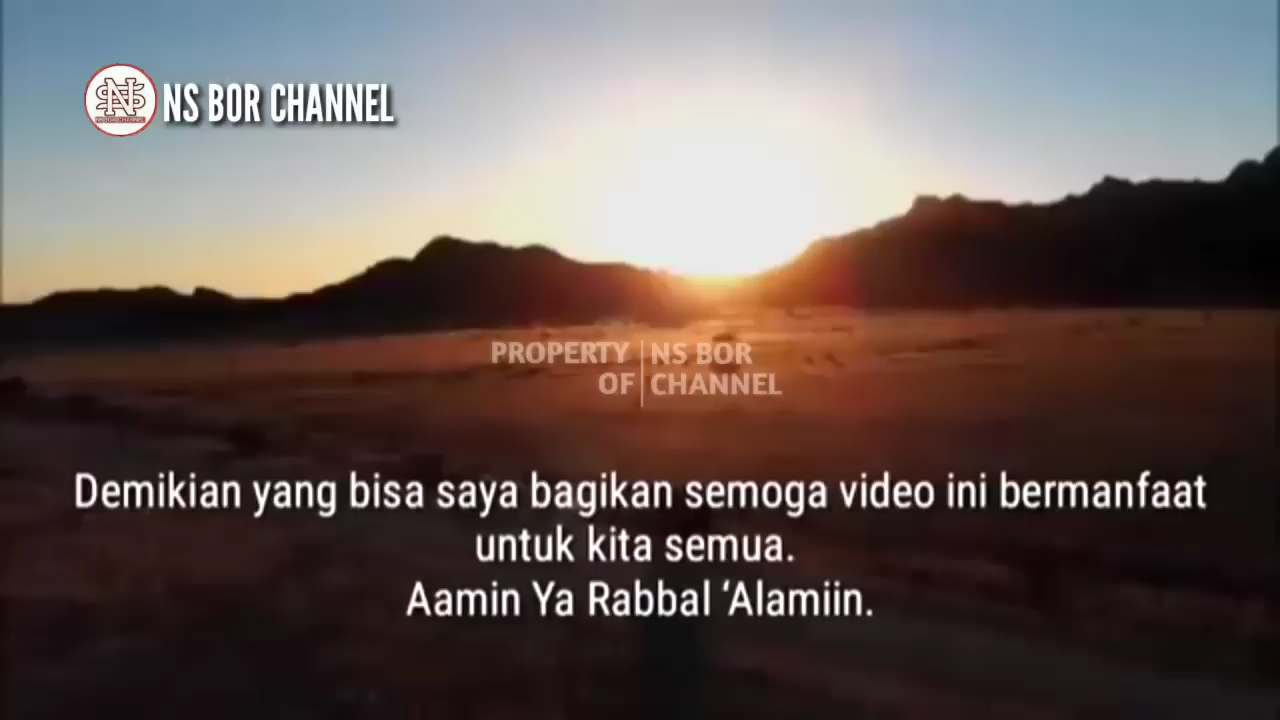 NS BOR CHANNEL
PROPERTY OF | NS BOR CHANNEL
Demikian yang bisa saya bagikan semoga video ini bermanfaat
untuk kita semua.
Aamin Ya Rabbal ‘Alamiin.